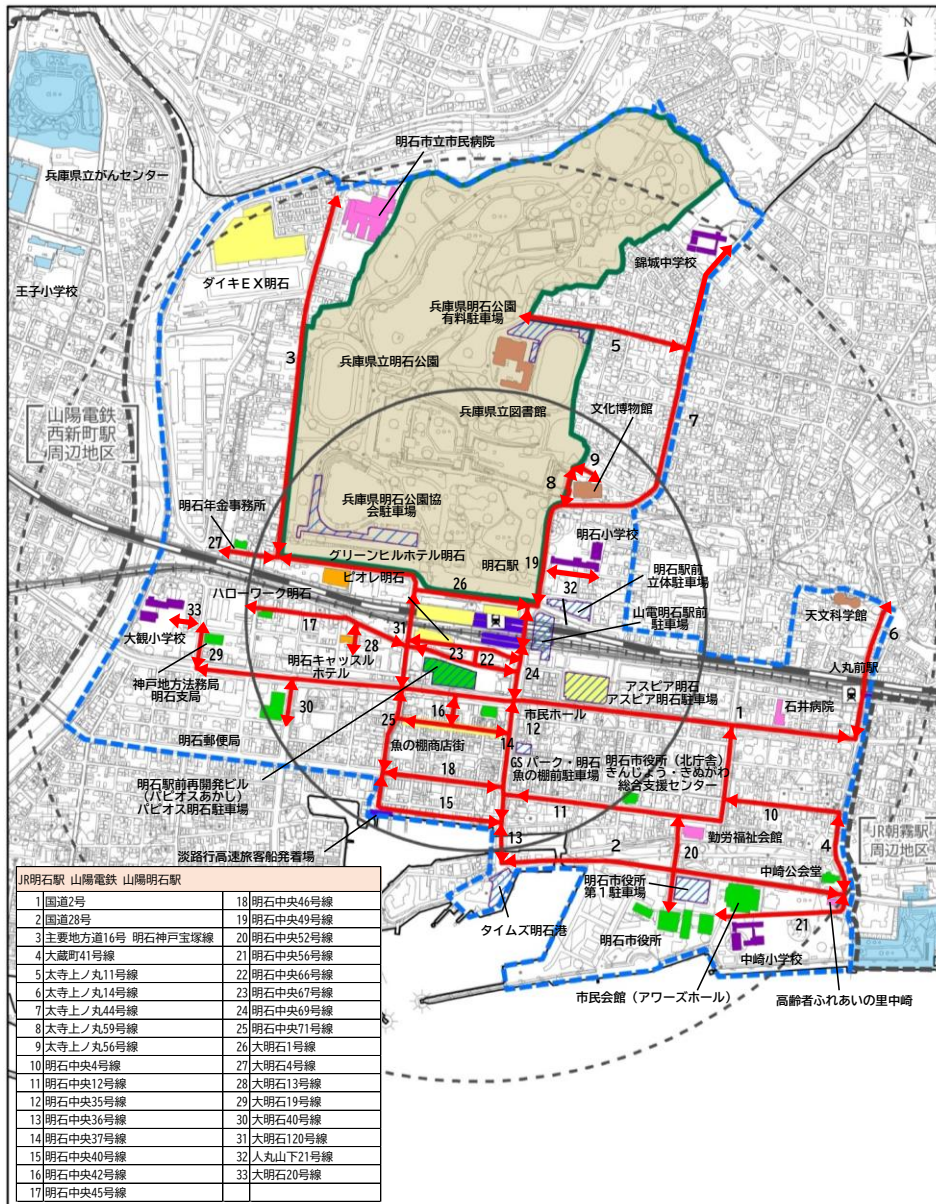 N
明石市立市民病院
兵庫県立がんセンター
錦城中学校
ダイキEX明石
王子小学校
兵庫県明石公園
有料駐車場
5
3
兵庫県立明石公園
7
兵庫県立図書館
文化博物館
山陽電鉄
西新町駅
周辺地区
9
8
兵庫県明石公園協
会駐車場
明石年金事務所
明石小学校
27
グリーンヒルホテル明石
明石駅
19
32
明石駅前
立体駐車場
ピオレ明石
26
ハローワーク明石
山電明石駅前
駐車場
天文科学館
33
17
31
大観小学校
28
23
22
24
6
29
明石キャッスル
ホテル
人丸前駅
神戸地方法務局
明石支局
アスピア明石
アスピア明石駐車場
石井病院
30
16
25
市民ホール
12
1
明石郵便局
魚の棚商店街
14
GSパーク・明石
魚の棚前駐車場
明石市役所(北庁舎)
きんじょう・きぬがわ
総合支援センター
明石駅前再開発ビル
(パピオスあかし)
パピオス明石駐車場
18
15
11
10
13
勤労福祉会館
4
JR朝霧駅
周辺地区
淡路行高速旅客船発着場
2
20
中崎公会堂
明石市役所
第1駐車場
タイムズ明石港
明石市役所
21
中崎小学校
市民会館(アワーズホール)
高齢者ふれあいの里中崎
JR明石駅 山陽電鉄 山陽明石駅
1 国道2号 18 明石中央46号線
2 国道28号 19 明石中央49号線
3 主要地方道16号 明石神戸宝塚線 20 明石中央52号線
4 大蔵町41号線 21 明石中央56号線
5 太寺上ノ丸11号線 22 明石中央66号線
6 太寺上ノ丸14号線 23 明石中央67号線
7 太寺上ノ丸44号線 24 明石中央69号線
8 太寺上ノ丸59号線 25 明石中央71号線
9 太寺上ノ丸56号線 26 大明石1号線
10 明石中央4号線 27 大明石4号線
11 明石中央12号線 28 大明石13号線
12 明石中央35号線 29 大明石19号線
13 明石中央36号線 30 大明石40号線
14 明石中央37号線 31 大明石120号線
15 明石中央40号線 32 人丸山下21号線
16 明石中央42号線 33 大明石20号線
17 明石中央45号線